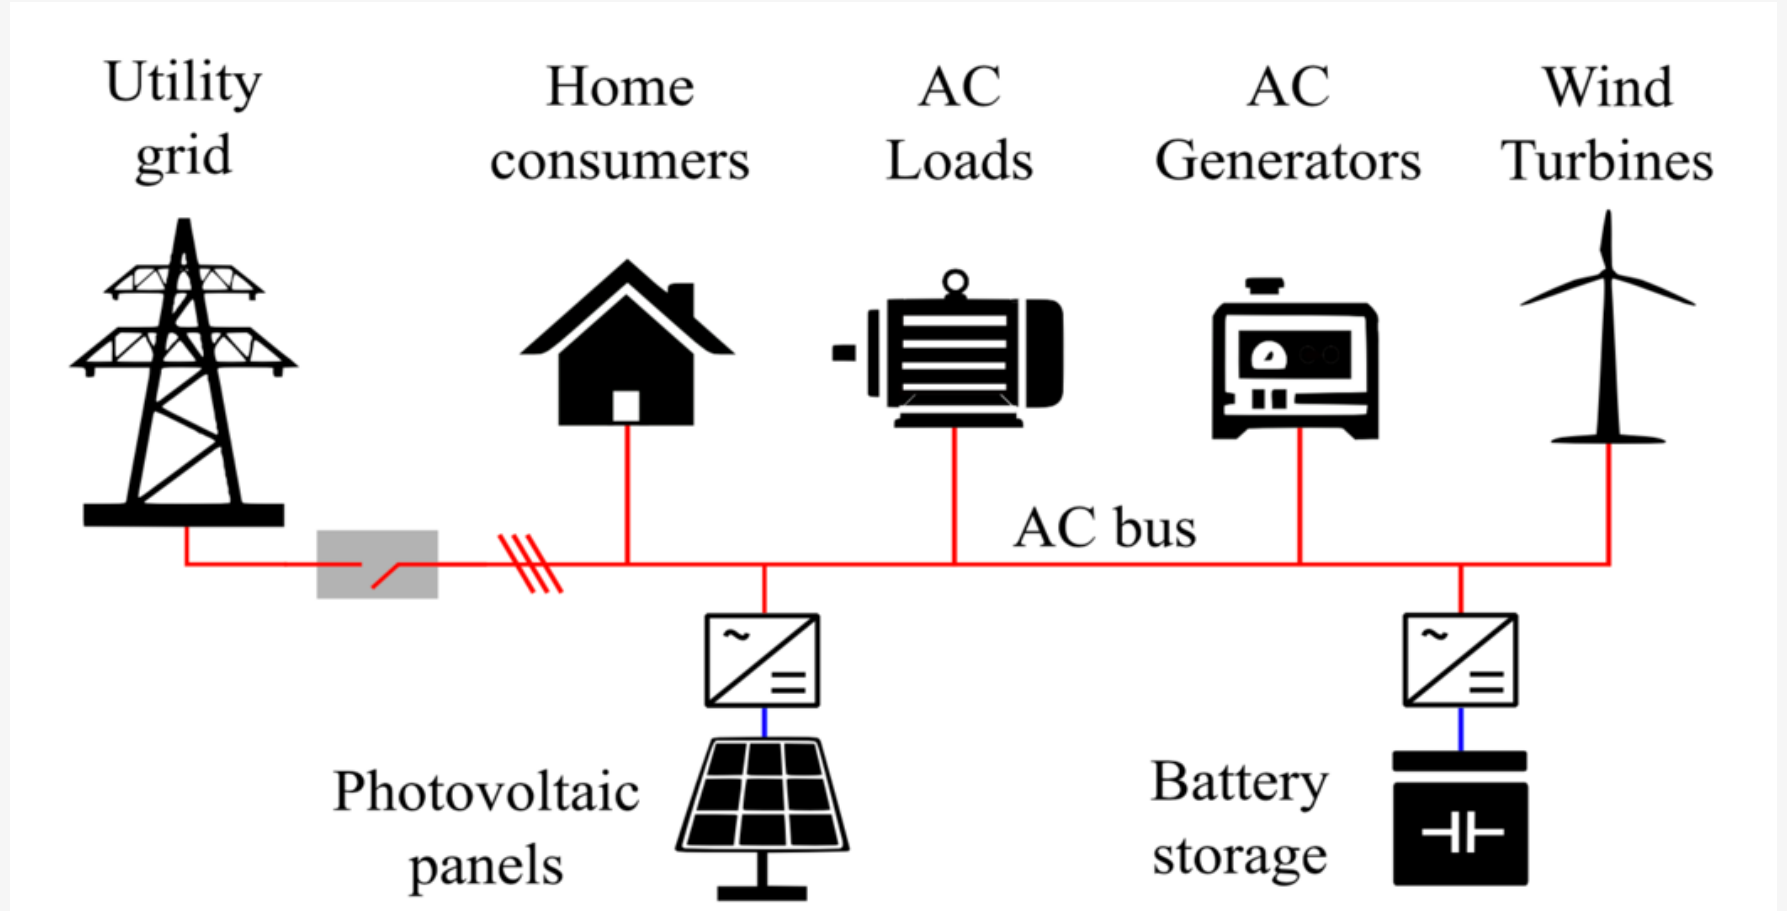 Utility
grid
Home
consumers
AC
Loads
AC
Generators
Wind
Turbines
AC bus
Photovoltaic
panels
Battery
storage